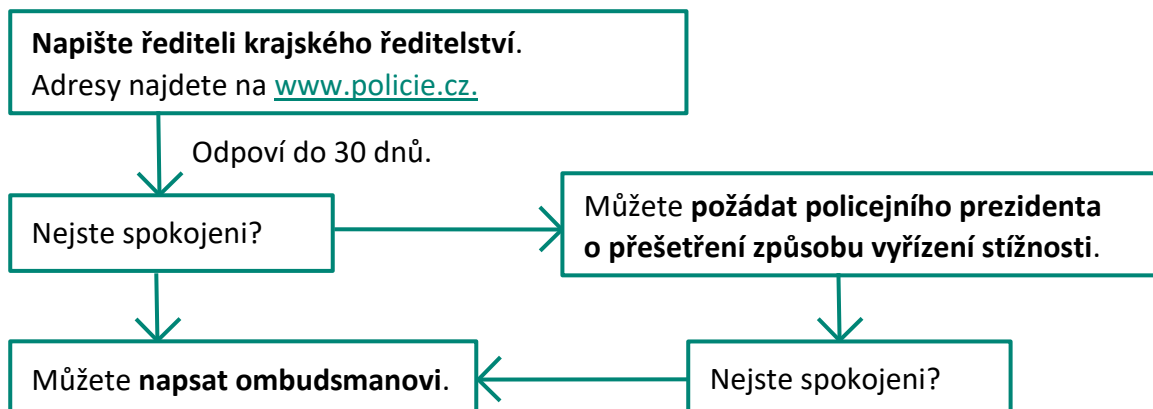 Napište řediteli krajského ředitelství.
Adresy najdete na www.policie.cz.
Odpoví do 30 dnů.
Nejste spokojeni?
Můžete požádat policejního prezidenta
o přešetření způsobu vyřízení stížnosti.
Můžete napsat ombudsmanovi.
Nejste spokojeni?